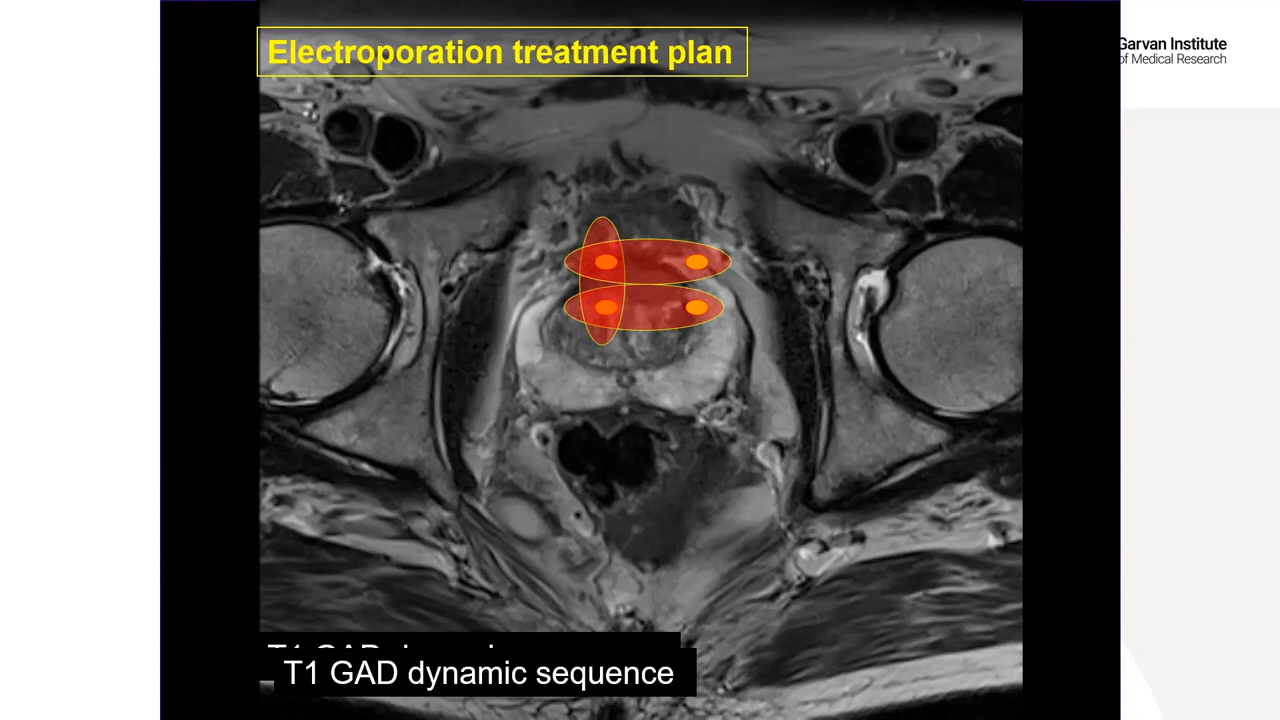 Electroporation treatment plan
Garvan Institute
of Medical Research
T1 GAD dynamic sequence